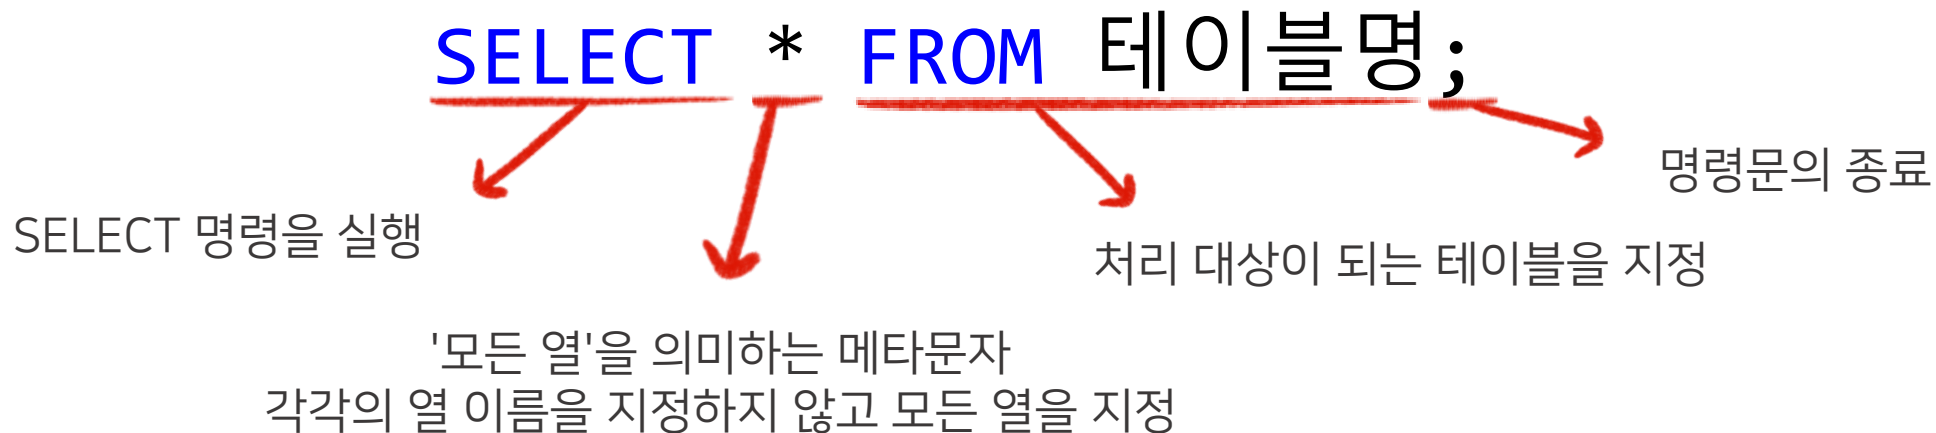 SELECT * FROM 테이블명;
명령문의 종료
SELECT 명령을 실행
처리 대상이 되는 테이블을 지정
'모든 열'을 의미하는 메타문자
각각의 열 이름을 지정하지 않고 모든 열을 지정